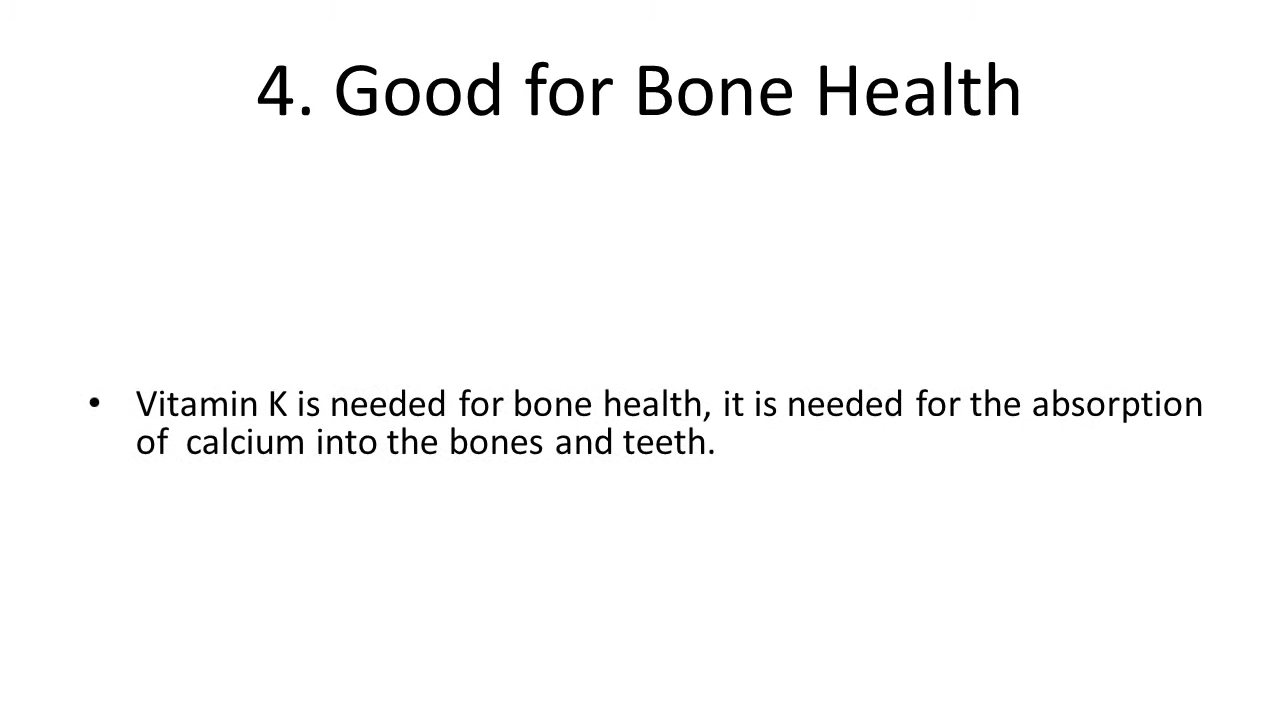 4. Good for Bone Health
• Vitamin K is needed for bone health, it is needed for the absorption
of  calcium into the bones and teeth.